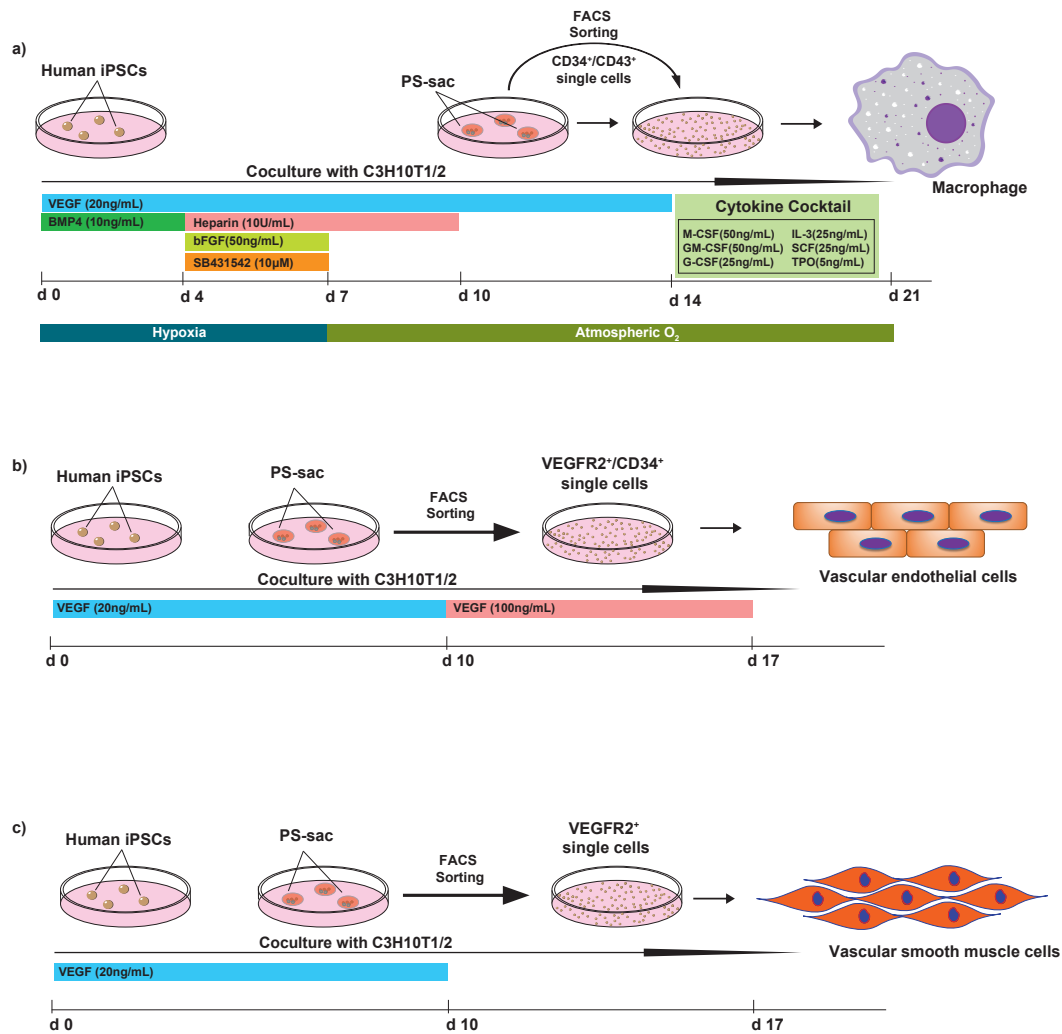 a)
Human iPSCs
PS-sac
FACS
Sorting
CD34⁺/CD43⁺
single cells
Macrophage
Coculture with C3H10T1/2
VEGF (20ng/mL)
BMP4 (10ng/mL)
Heparin (10U/mL)
bFGF(50ng/mL)
SB431542 (10µM)
Cytokine Cocktail
M-CSF(50ng/mL) IL-3(25ng/mL)
GM-CSF(50ng/mL) SCF(25ng/mL)
G-CSF(25ng/mL) TPO(5ng/mL)
d 0 d 4 d 7 d 10 d 14 d 21
Hypoxia Atmospheric O₂
b)
Human iPSCs
PS-sac
FACS
Sorting
VEGFR2⁺/CD34⁺
single cells
Vascular endothelial cells
Coculture with C3H10T1/2
VEGF (20ng/mL) VEGF (100ng/mL)
d 0 d 10 d 17
c)
Human iPSCs
PS-sac
FACS
Sorting
VEGFR2⁺
single cells
Vascular smooth muscle cells
Coculture with C3H10T1/2
VEGF (20ng/mL)
d 0 d 10 d 17